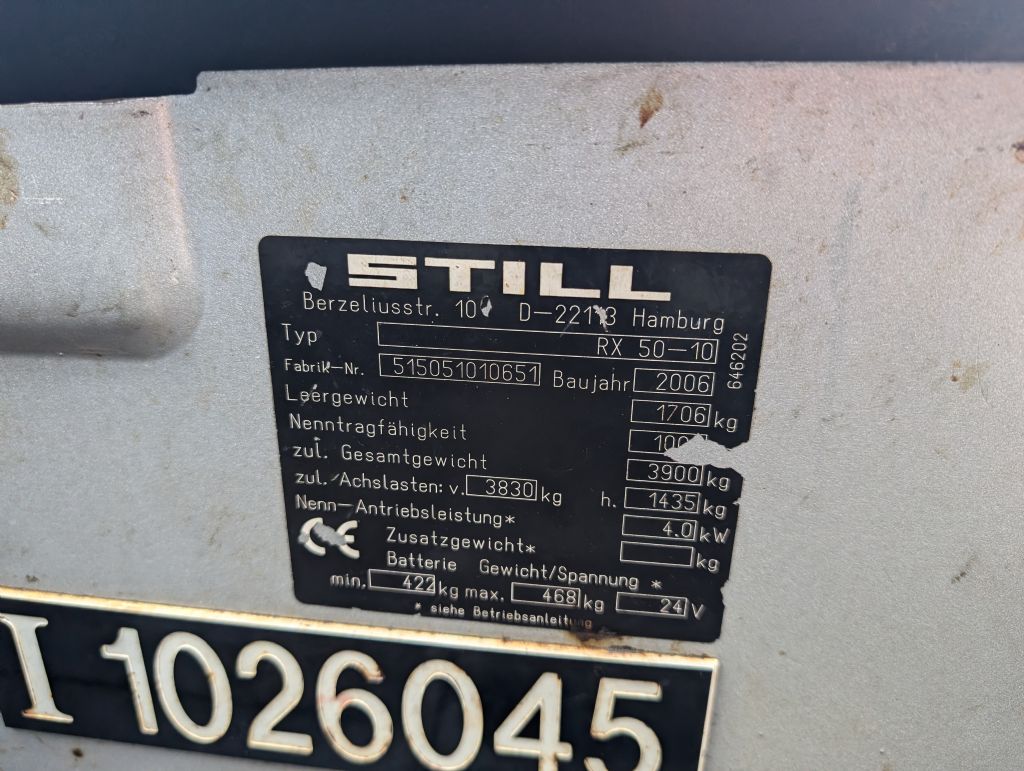 STILL
Berzeliusstr. 10 D-22113 Hamburg
Typ RX 50-10
Fabrik-Nr. 515051010651 Baujahr 2006
646202
Leergewicht 1706 kg
Nenntragfähigkeit
zul. Gesamtgewicht 3900 kg
zul. Achslasten: v. 3830 kg h. 1435 kg
Nenn-Antriebsleistung* 4.0 kW
CE Zusatzgewicht* kg
Batterie Gewicht/Spannung *
min. 422 kg max. 468 kg 24 V
* siehe Betriebsanleitung
I 1026045